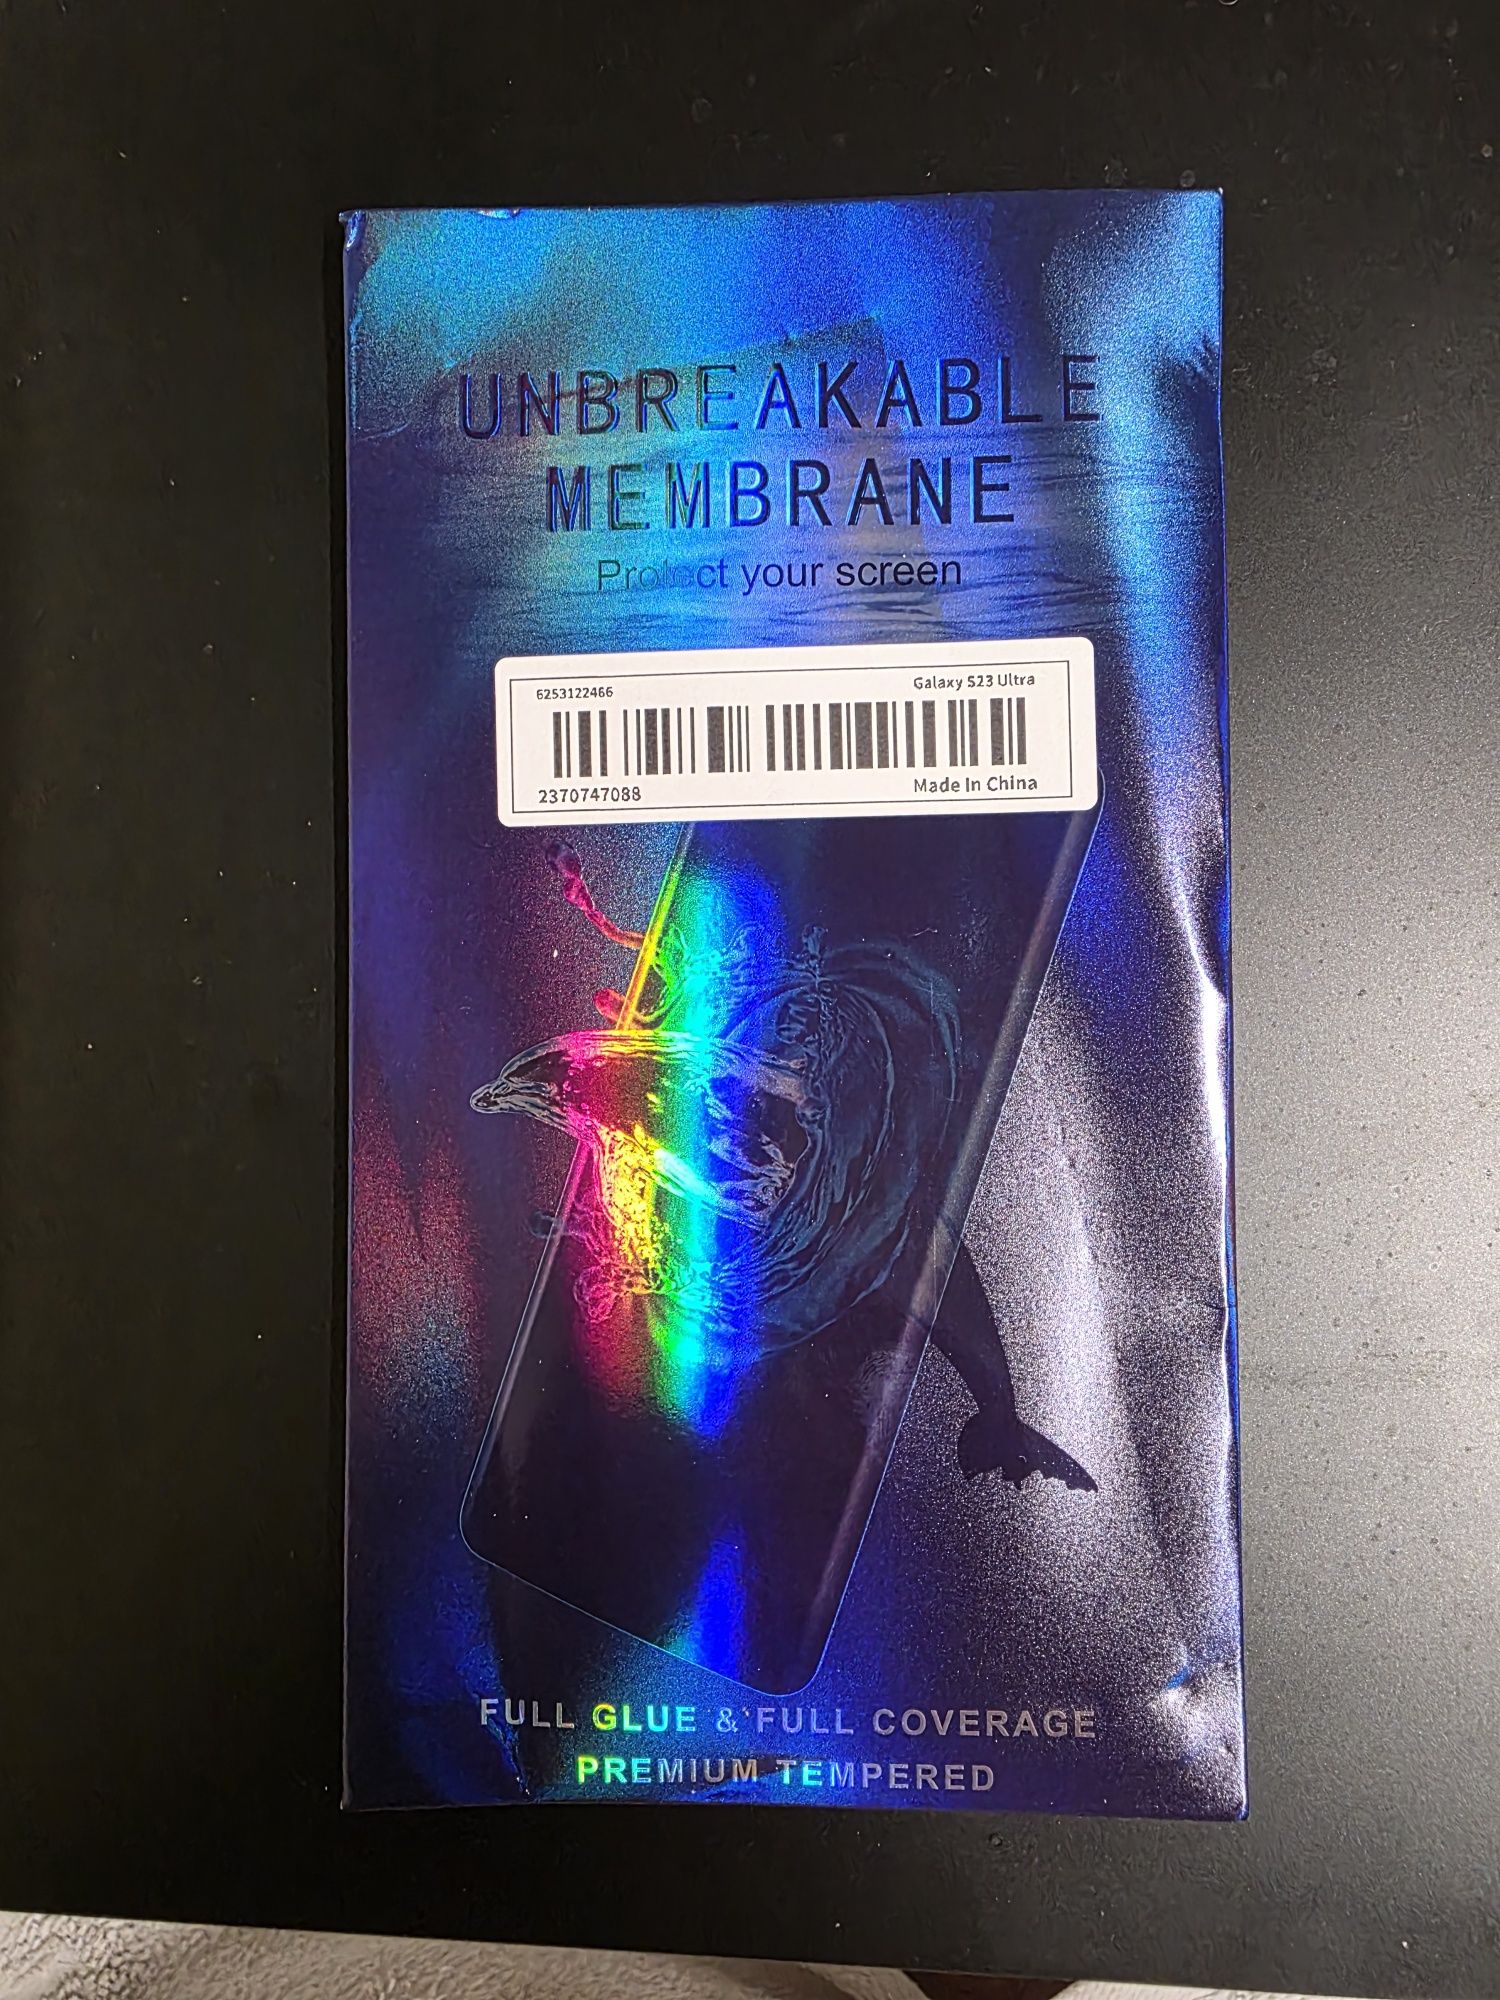 UNBREAKABLE
MEMBRANE
Protect your screen
6253122466
Galaxy S23 Ultra
2370747088
Made In China
FULL GLUE & FULL COVERAGE
PREMIUM TEMPERED